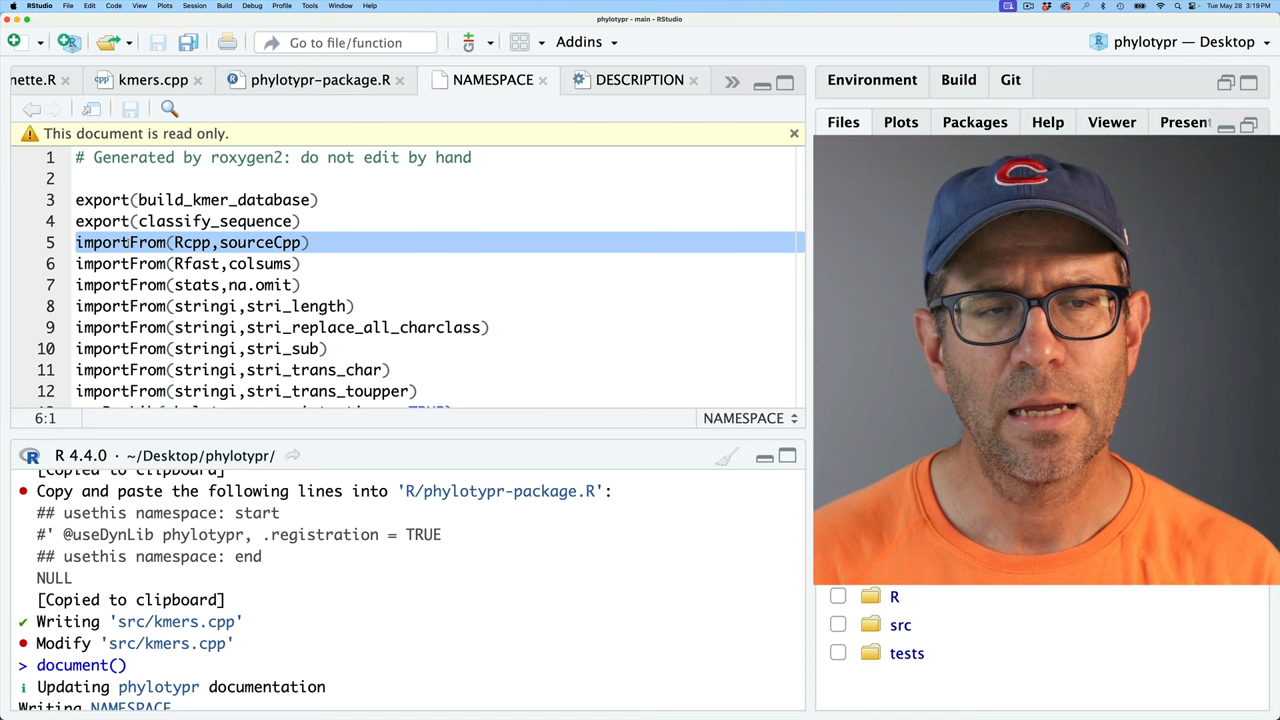 RStudio File Edit Code View Plots Session Build Debug Profile Tools Window Help Tue May 28 3:19 PM
phylotypr - main - RStudio
Go to file/function Addins phylotypr — Desktop
nette.R kmers.cpp phylotypr-package.R NAMESPACE DESCRIPTION
Environment Build Git
This document is read only.
Files Plots Packages Help Viewer Present
1 # Generated by roxygen2: do not edit by hand
2
3 export(build_kmer_database)
4 export(classify_sequence)
5 importFrom(Rcpp,sourceCpp)
6 importFrom(Rfast,colsums)
7 importFrom(stats,na.omit)
8 importFrom(stringi,stri_length)
9 importFrom(stringi,stri_replace_all_charclass)
10 importFrom(stringi,stri_sub)
11 importFrom(stringi,stri_trans_char)
12 importFrom(stringi,stri_trans_toupper)
6:1 NAMESPACE
R 4.4.0 · ~/Desktop/phylotypr/
[Copied to clipboard]
Copy and paste the following lines into 'R/phylotypr-package.R':
## usethis namespace: start
#' @useDynLib phylotypr, .registration = TRUE
## usethis namespace: end
NULL
[Copied to clipboard]
✔ Writing 'src/kmers.cpp'
Modify 'src/kmers.cpp'
> document()
ℹ Updating phylotypr documentation
Writing NAMESPACE
R
src
tests
C